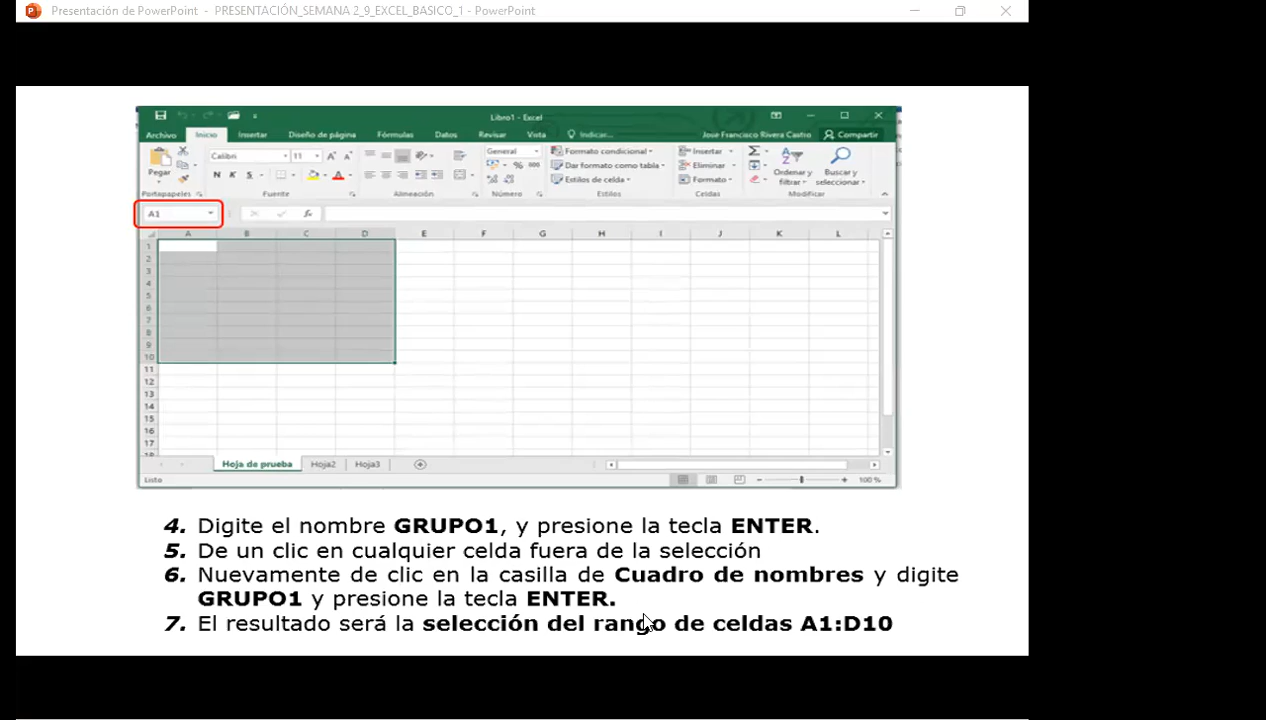 Presentación de PowerPoint - PRESENTACIÓN_SEMANA 2_9_EXCEL_BASICO_1 - PowerPoint
Libro1 - Excel
Archivo Inicio Insertar Diseño de página Fórmulas Datos Revisar Vista Indicar... Jose Francisco Rivera Castro Compartir
Calibri 11 General Formato condicional Insertar
Pegar Dar formato como tabla Eliminar Ordenar y Buscar y
N K S Estilos de celda Formato filtrar seleccionar
Portapapeles Fuente Alineación Número Estilos Celdas Modificar
A1 fx
A B C D E F G H I J K L
1
2
3
4
5
6
7
8
9
10
11
12
13
14
15
16
17
18
Hoja de prueba Hoja2 Hoja3
Listo 100 %
4. Digite el nombre GRUPO1, y presione la tecla ENTER.
5. De un clic en cualquier celda fuera de la selección
6. Nuevamente de clic en la casilla de Cuadro de nombres y digite
GRUPO1 y presione la tecla ENTER.
7. El resultado será la selección del rango de celdas A1:D10